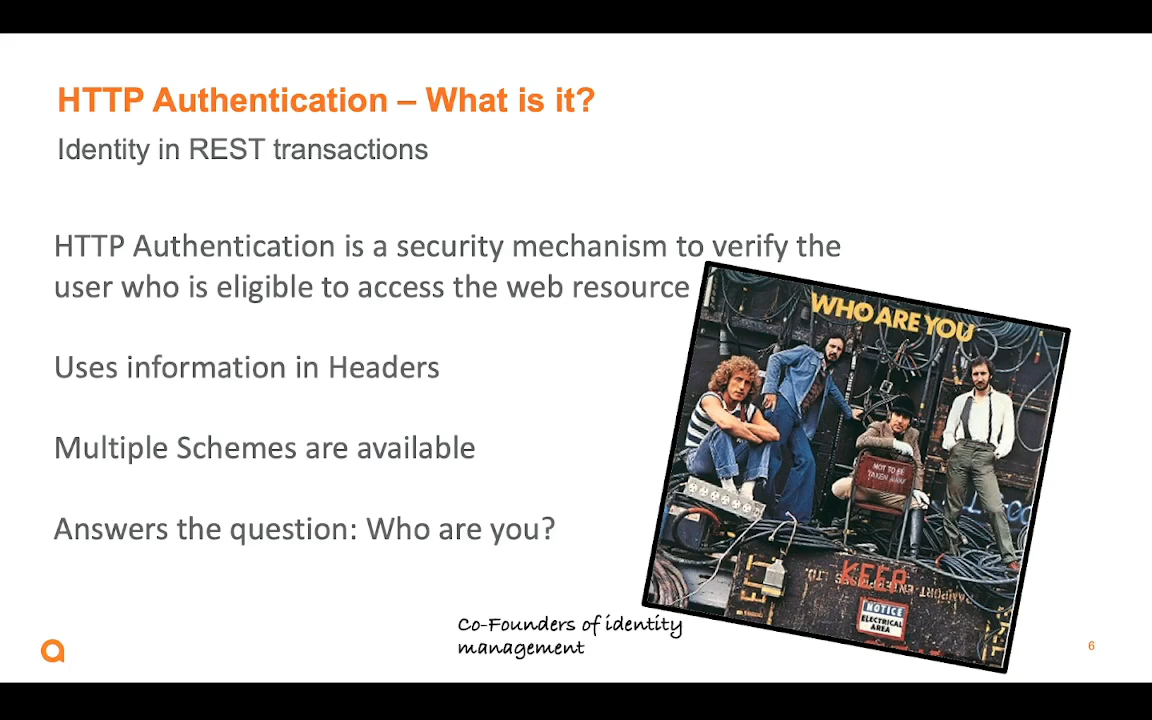 HTTP Authentication – What is it?
Identity in REST transactions
HTTP Authentication is a security mechanism to verify the
user who is eligible to access the web resource
Uses information in Headers
Multiple Schemes are available
Answers the question: Who are you?
WHO ARE YOU
NOT TO BE
TAKEN AWAY
KEEP
NOTICE
ELECTRICAL
AREA
Co-Founders of identity
management
6